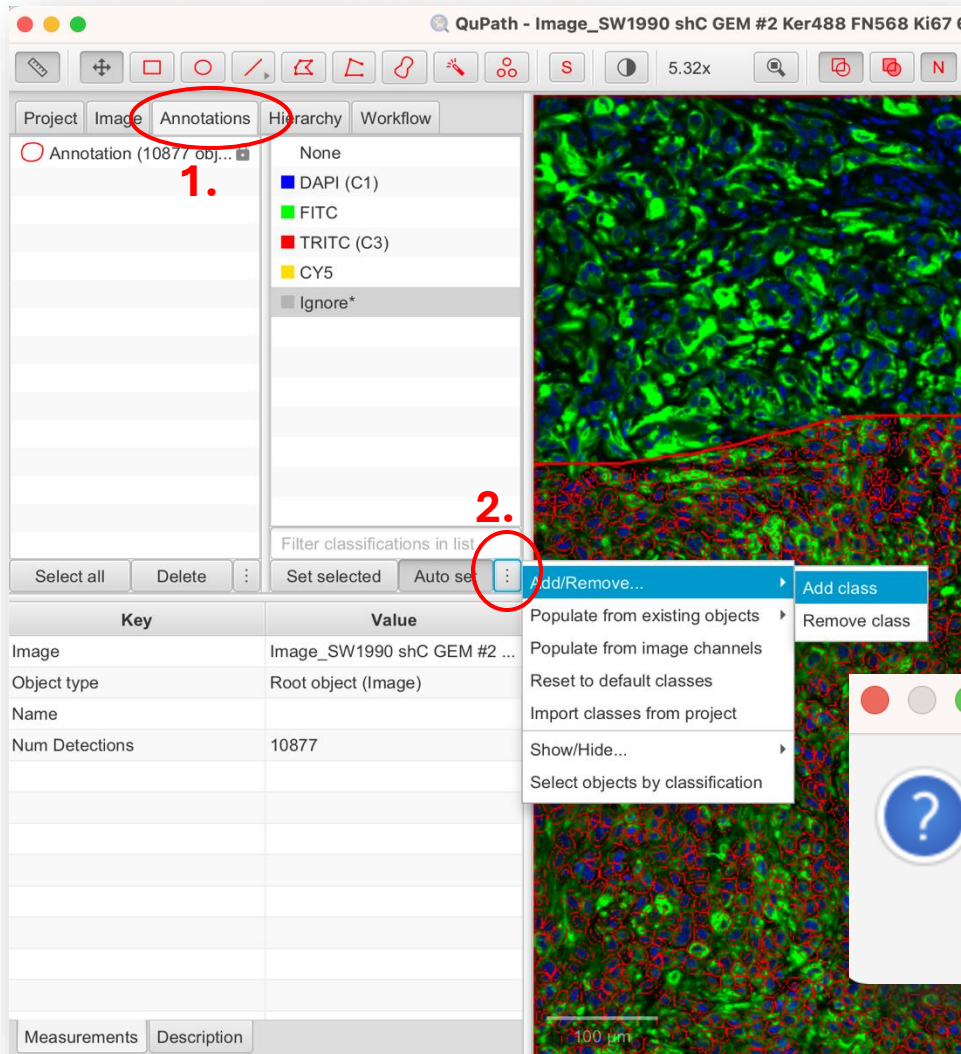 QuPath - Image_SW1990 shC GEM #2 Ker488 FN568 Ki67
S 5.32x N
Project Image Annotations Hierarchy Workflow
Annotation (10877 obj...
1.
None
DAPI (C1)
FITC
TRITC (C3)
CY5
Ignore*
2.
Filter classifications in list
Select all Delete Set selected Auto set
Add/Remove...
Add class
Populate from existing objects
Remove class
Populate from image channels
Reset to default classes
Import classes from project
Show/Hide...
Select objects by classification
Key Value
Image Image_SW1990 shC GEM #2 ...
Object type Root object (Image)
Name
Num Detections 10877
?
100 µm
Measurements Description